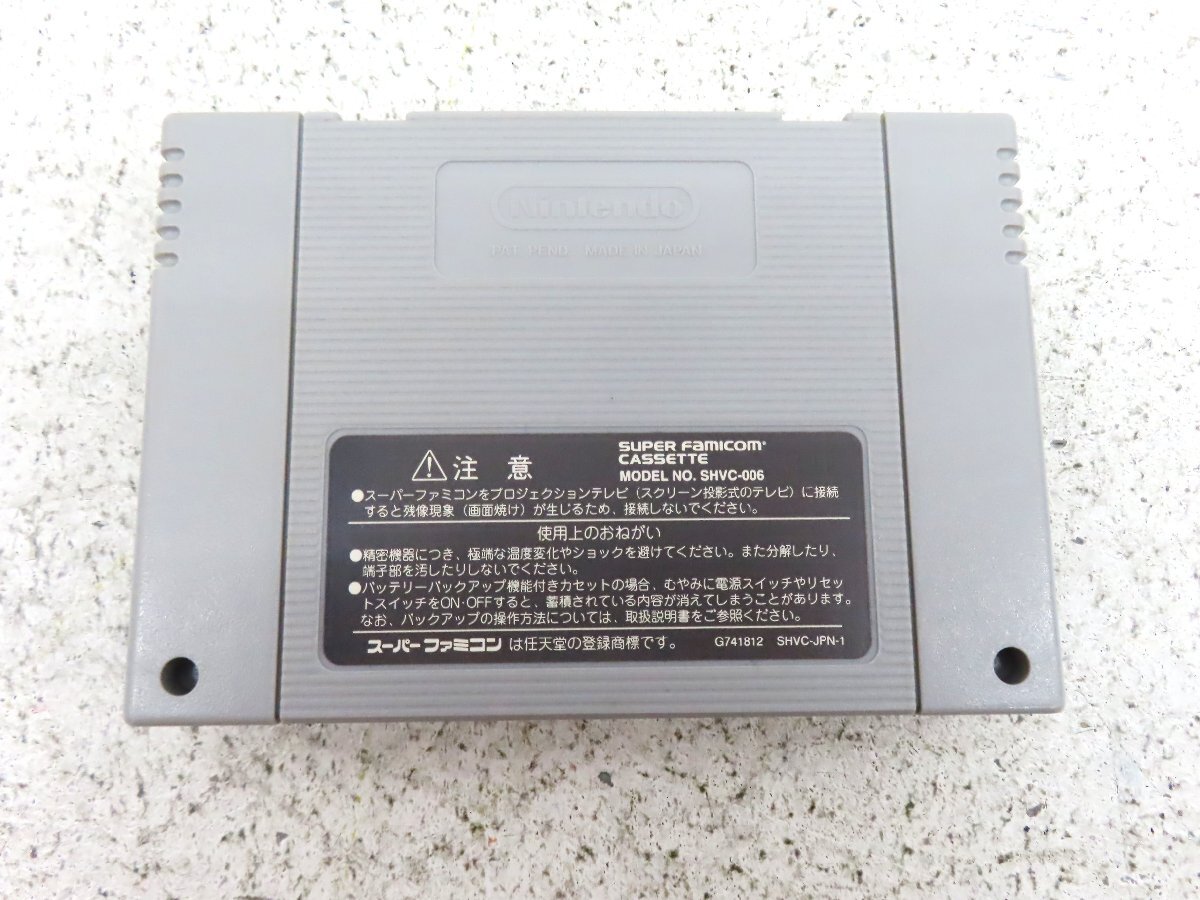 Nintendo
PAT. PEND. MADE IN JAPAN
⚠注意
SUPER FAMICOM
CASSETTE
MODEL NO. SHVC-006
●スーパーファミコンをプロジェクションテレビ（スクリーン投影式のテレビ）に接続
すると残像現象（画面焼け）が生じるため、接続しないでください。
使用上のおねがい
●精密機器につき、極端な温度変化やショックを避けてください。また分解したり、
端子部を汚したりしないでください。
●バッテリーバックアップ機能付きカセットの場合、むやみに電源スイッチやリセッ
トスイッチをON・OFFすると、蓄積されている内容が消えてしまうことがあります。
なお、バックアップの操作方法については、取扱説明書をご参照ください。
スーパーファミコンは任天堂の登録商標です。 G741812 SHVC-JPN-1